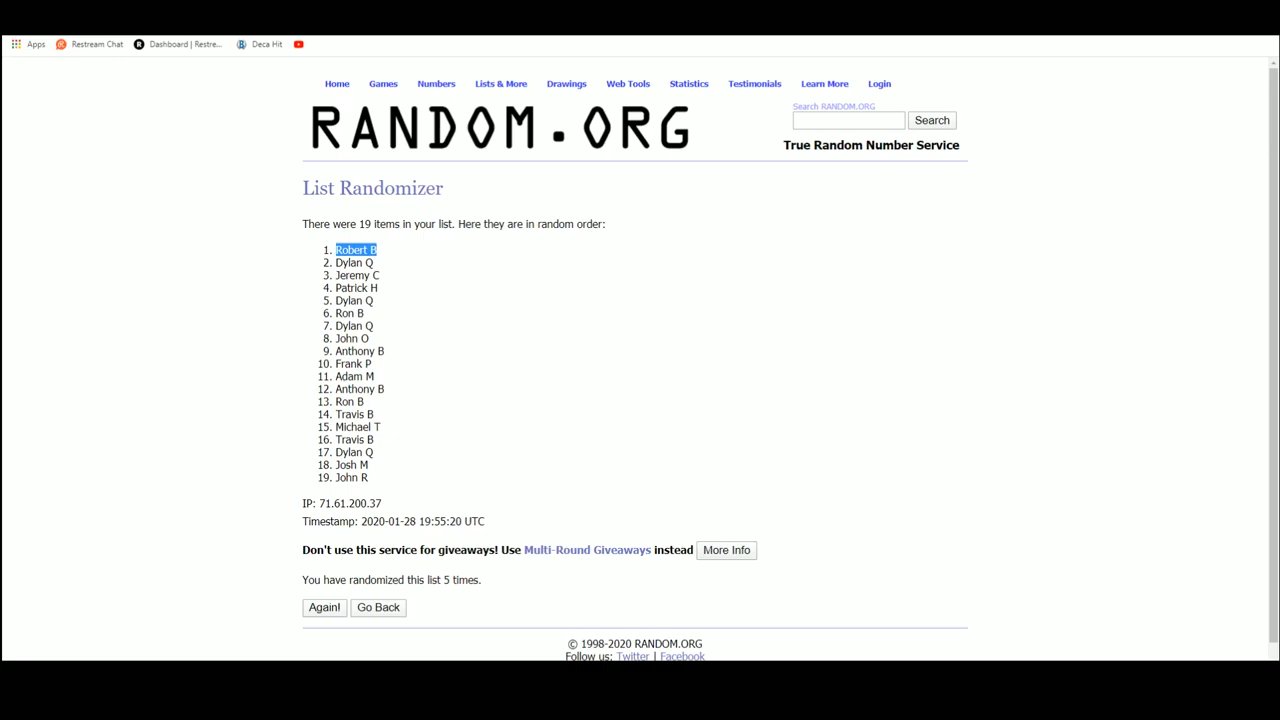 Apps Restream Chat Dashboard | Restre... Deca Hit
Home Games Numbers Lists & More Drawings Web Tools Statistics Testimonials Learn More Login
Search RANDOM.ORG
RANDOM.ORG
Search
True Random Number Service
List Randomizer
There were 19 items in your list. Here they are in random order:
1. Robert B
2. Dylan Q
3. Jeremy C
4. Patrick H
5. Dylan Q
6. Ron B
7. Dylan Q
8. John O
9. Anthony B
10. Frank P
11. Adam M
12. Anthony B
13. Ron B
14. Travis B
15. Michael T
16. Travis B
17. Dylan Q
18. Josh M
19. John R
IP: 71.61.200.37
Timestamp: 2020-01-28 19:55:20 UTC
Don't use this service for giveaways! Use Multi-Round Giveaways instead More Info
You have randomized this list 5 times.
Again! Go Back
© 1998-2020 RANDOM.ORG
Follow us: Twitter | Facebook